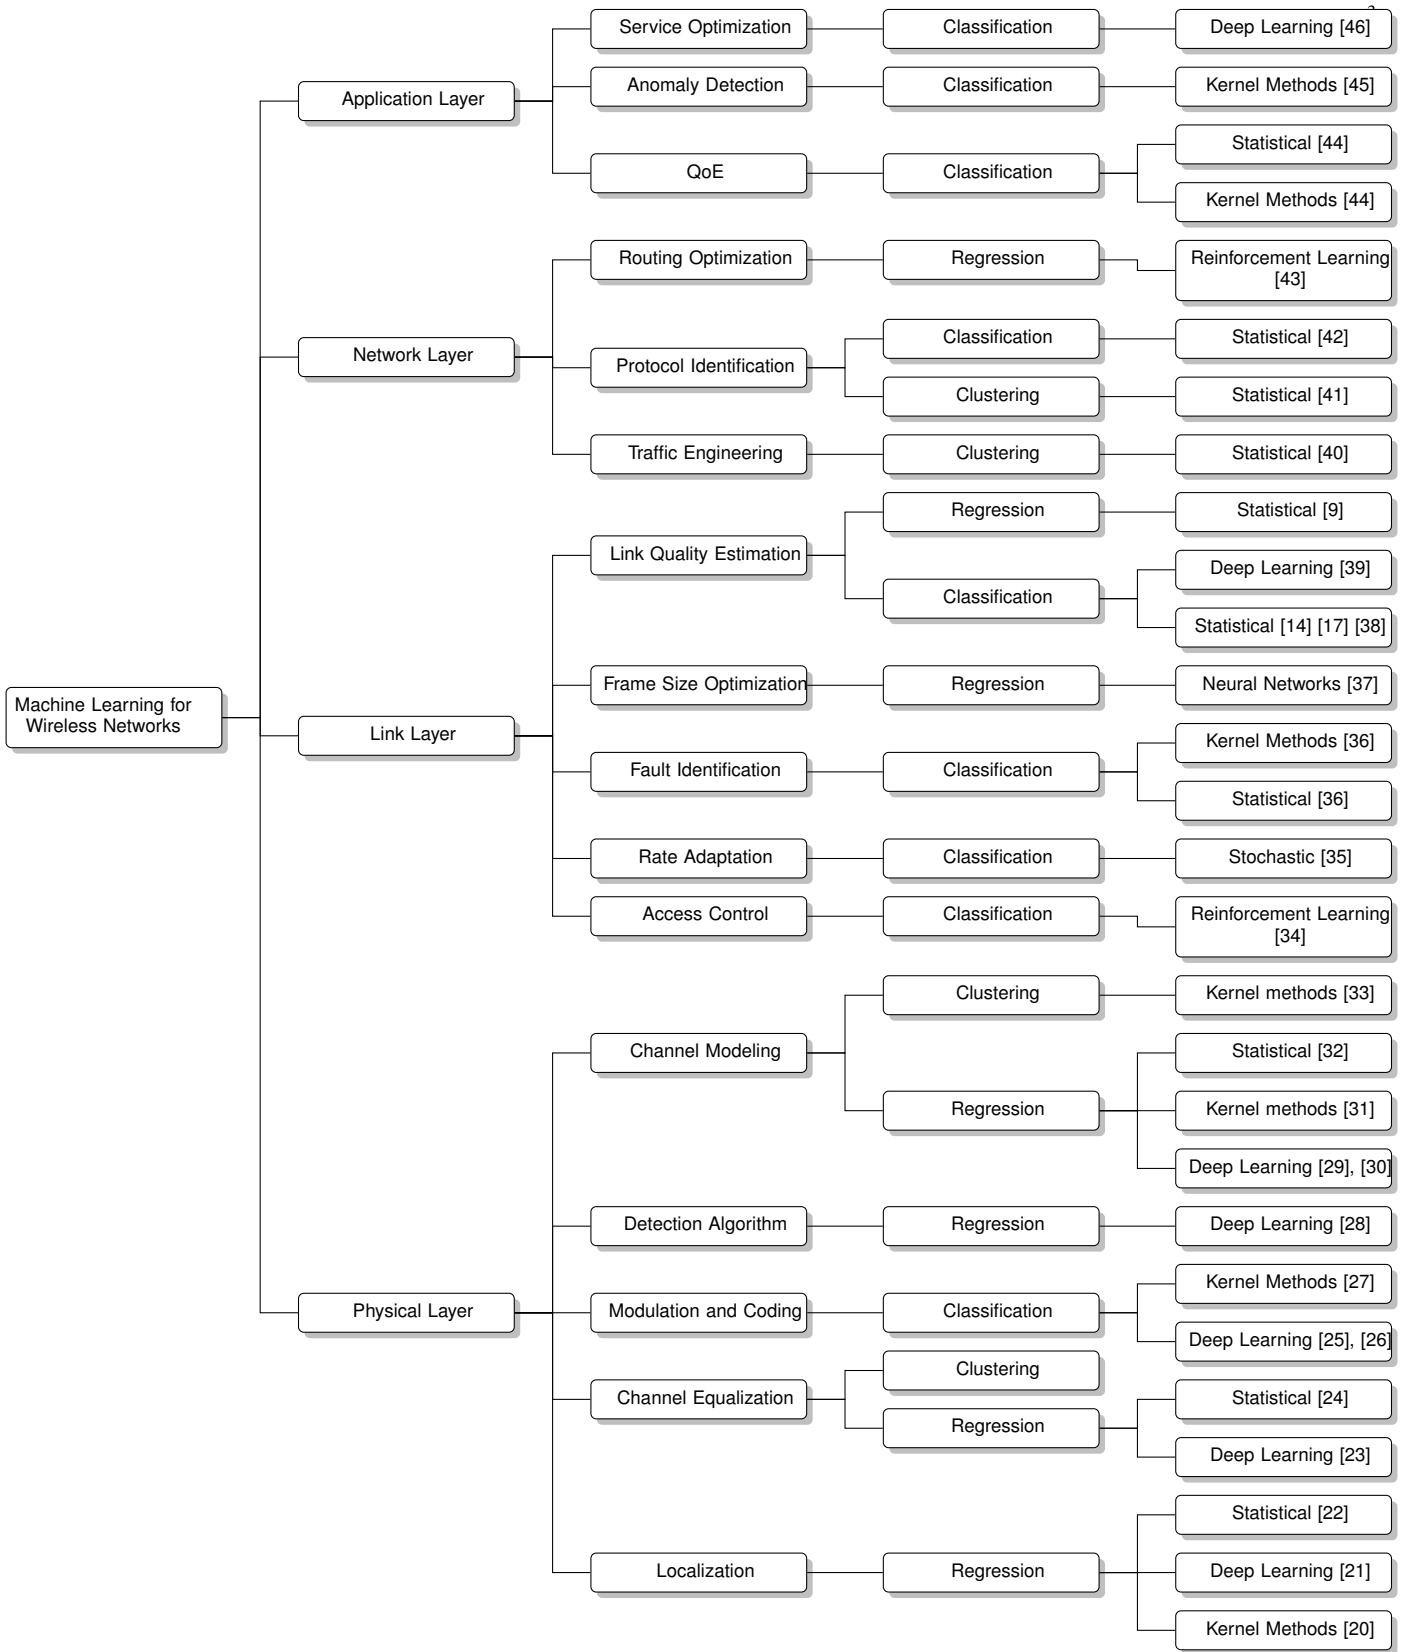 Service Optimization
Classification
Deep Learning [46]
Application Layer
Anomaly Detection
Classification
Kernel Methods [45]
QoE
Classification
Statistical [44]
Kernel Methods [44]
Network Layer
Routing Optimization
Regression
Reinforcement Learning
[43]
Protocol Identification
Classification
Statistical [42]
Clustering
Statistical [41]
Traffic Engineering
Clustering
Statistical [40]
Machine Learning for
Wireless Networks
Link Layer
Link Quality Estimation
Regression
Statistical [9]
Classification
Deep Learning [39]
Statistical [14] [17] [38]
Frame Size Optimization
Regression
Neural Networks [37]
Fault Identification
Classification
Kernel Methods [36]
Statistical [36]
Rate Adaptation
Classification
Stochastic [35]
Access Control
Classification
Reinforcement Learning
[34]
Physical Layer
Channel Modeling
Clustering
Kernel methods [33]
Regression
Statistical [32]
Kernel methods [31]
Deep Learning [29], [30]
Detection Algorithm
Regression
Deep Learning [28]
Modulation and Coding
Classification
Kernel Methods [27]
Deep Learning [25], [26]
Channel Equalization
Clustering
Regression
Statistical [24]
Deep Learning [23]
Localization
Regression
Statistical [22]
Deep Learning [21]
Kernel Methods [20]